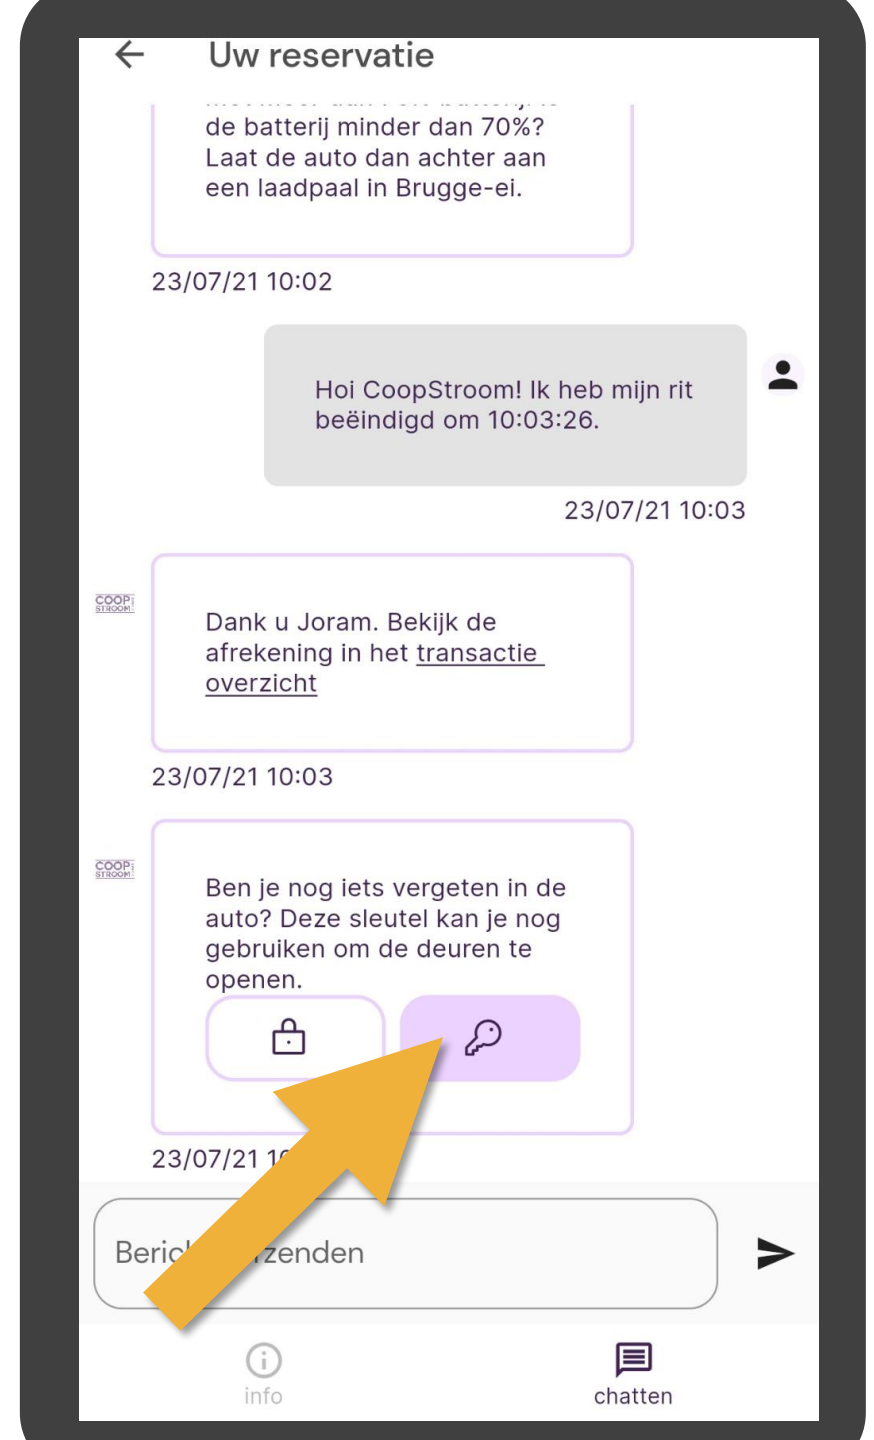 Uw reservatie
de batterij minder dan 70%?
Laat de auto dan achter aan
een laadpaal in Brugge-ei.
23/07/21 10:02
Hoi CoopStroom! Ik heb mijn rit
beëindigd om 10:03:26.
23/07/21 10:03
COOP
STROOM
Dank u Joram. Bekijk de
afrekening in het transactie
overzicht
23/07/21 10:03
COOP
STROOM
Ben je nog iets vergeten in de
auto? Deze sleutel kan je nog
gebruiken om de deuren te
openen.
23/07/21
info
chatten